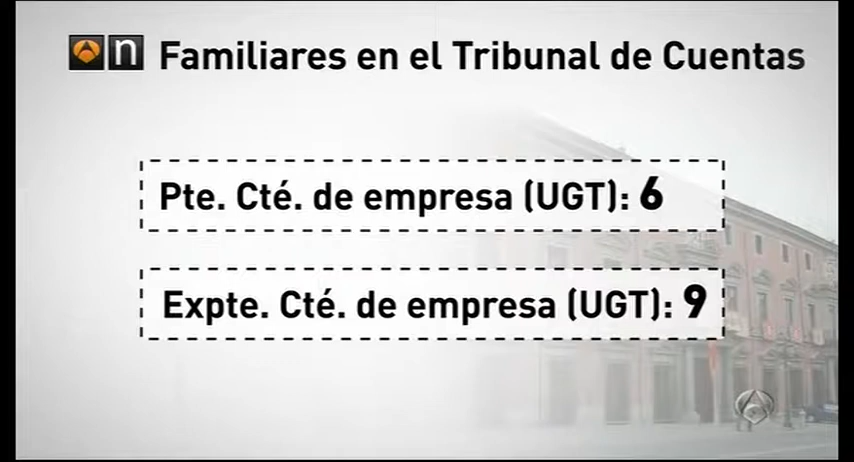 n Familiares en el Tribunal de Cuentas
Pte. Cté. de empresa (UGT): 6
Expte. Cté. de empresa (UGT): 9